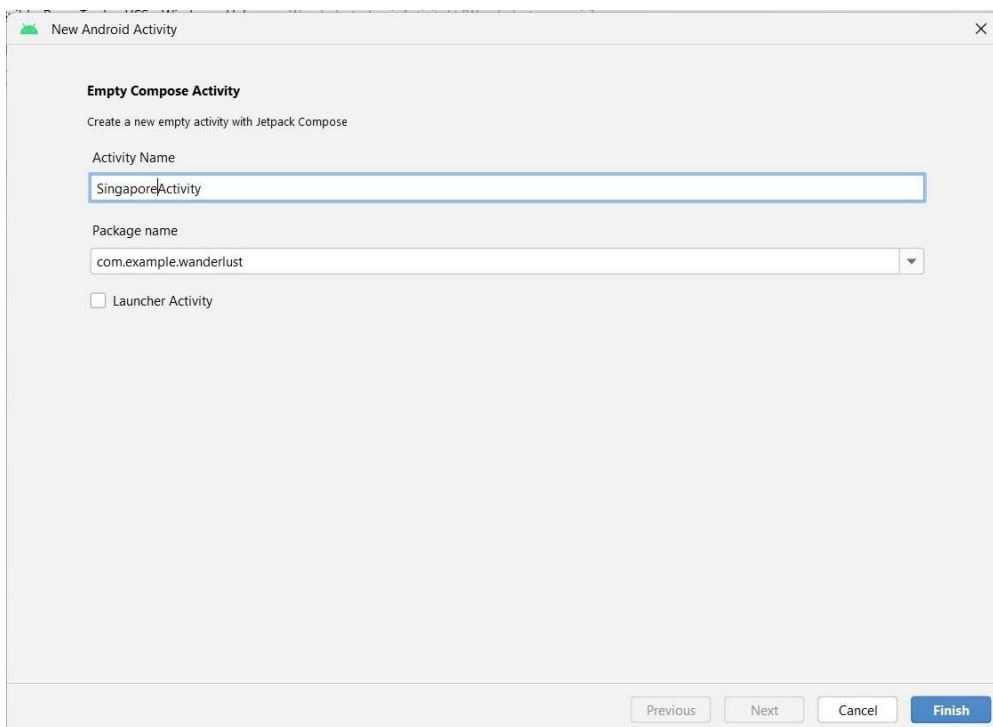 New Android Activity
Empty Compose Activity
Create a new empty activity with Jetpack Compose
Activity Name
SingaporeActivity
Package name
com.example.wanderlust
Launcher Activity
Previous Next Cancel Finish